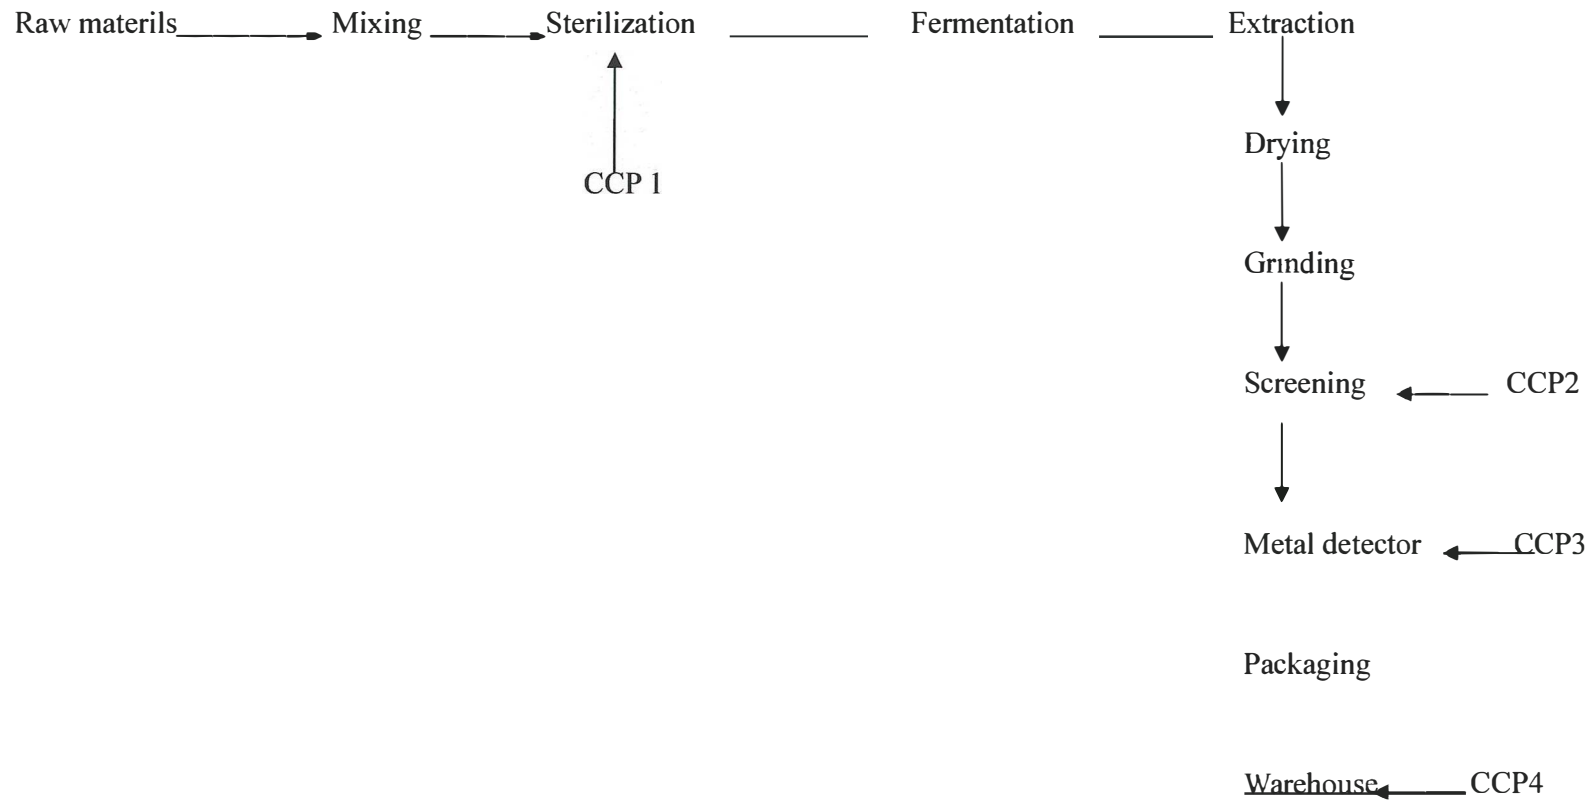 Raw materils Mixing Sterilization Fermentation Extraction
Drying
CCP 1
Grinding
Screening CCP2
Metal detector CCP3
Packaging
Warehouse CCP4